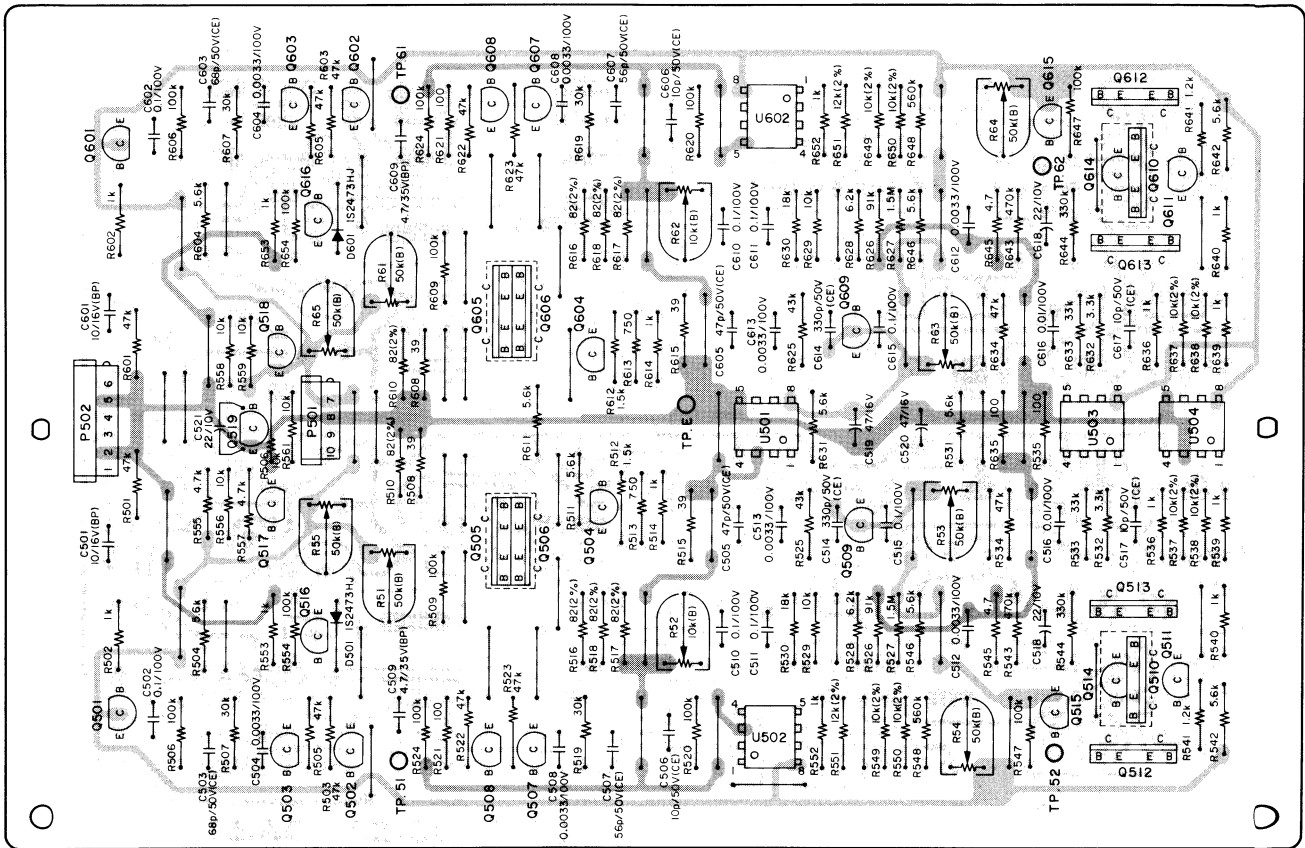 Q601
C602
0.1/100V
R606
100k
C603
68p/50V(CE)
R607
30k
C604
0.0033/100V
Q603
R605
47k
R603
47k
Q602
TP.61
R624
100k
R621
100
R622
47k
Q608
Q607
C608
0.0033/100V
R619
30k
C607
56p/50V(CE)
C606
10p/50V(CE)
R620
100k
U602
R652
1k
R651
12k(2%)
R649
10k(2%)
R650
10k(2%)
R648
560k
R64
50k(B)
Q615
R647
100k
TP.62
Q612
Q614
Q610
Q611
R641
1.2k
R642
5.6k
R602
1k
R604
5.6k
R653
1k
R654
100k
Q616
D601
1S2473HJ
C609
4.7/35V(BP)
R61
50k(B)
R609
100k
R623
47k
R616
82(2%)
R618
82(2%)
R617
82(2%)
R62
10k(B)
C610
0.1/100V
C611
0.1/100V
R630
18k
R629
10k
R628
6.2k
R626
91k
R627
1.5M
R646
5.6k
C612
0.0033/100V
R645
4.7
R643
470k
C618
22/10V
R644
330k
Q613
R640
1k
C601
10/16V(BP)
R601
47k
R558
10k
R559
10k
Q518
R65
50k(B)
R610
82(2%)
R608
39
Q605
Q606
Q604
R612
1.5k
R613
750
R614
1k
R615
39
C605
47p/50V(CE)
C613
0.0033/100V
R625
43k
C614
330p/50V
(CE)
Q609
C615
0.1/100V
R63
50k(B)
R634
47k
C616
0.01/100V
R633
33k
R632
3.3k
C617
10p/50V
(CE)
R636
1k
R637
10k(2%)
R638
10k(2%)
R639
1k
P502
1 2 3 4 5 6
C521
22/10V
Q519
R561
10k
P501
7 8 9 10
R611
5.6k
TP.E
U501
R631
5.6k
C519
47/16V
C520
47/16V
R531
5.6k
R635
100
R535
100
U503
U504
R501
47k
R555
4.7k
R556
10k
R557
4.7k
Q517
R55
50k(B)
R510
82(2%)
R508
39
Q505
Q506
R511
5.6k
Q504
R512
1.5k
R513
750
R514
1k
R515
39
C505
47p/50V(CE)
C513
0.0033/100V
R525
43k
C514
330p/50V
(CE)
Q509
C515
0.1/100V
R53
50k(B)
R534
47k
C516
0.01/100V
R533
33k
R532
3.3k
C517
10p/50V
(CE)
R536
1k
R537
10k(2%)
R538
10k(2%)
R539
1k
C501
10/16V(BP)
R502
1k
R504
5.6k
R553
R554
100k
Q516
D501
1S2473HJ
C509
4.7/35V(BP)
R51
50k(B)
R509
100k
R523
47k
R516
82(2%)
R518
82(2%)
R517
82(2%)
R52
10k(B)
C510
0.1/100V
C511
0.1/100V
R530
18k
R529
10k
R528
6.2k
R526
91k
R527
1.5M
R546
5.6k
C512
0.0033/100V
R545
4.7
R543
470k
C518
22/10V
R544
330k
Q513
Q514
Q510
Q511
R540
1k
Q501
C502
0.1/100V
R506
100k
C503
68p/50V(CE)
R507
30k
C504
0.0033/100V
Q503
R505
47k
R503
47k
Q502
TP.51
R524
100k
R521
100
R522
47k
Q508
Q507
C508
0.0033/100V
R519
30k
C507
56p/50V(CE)
C506
10p/50V(CE)
R520
100k
U502
R552
1k
R551
12k(2%)
R549
10k(2%)
R550
10k(2%)
R548
560k
R54
50k(B)
R547
100k
Q515
TP.52
Q512
R541
1.2k
R542
5.6k